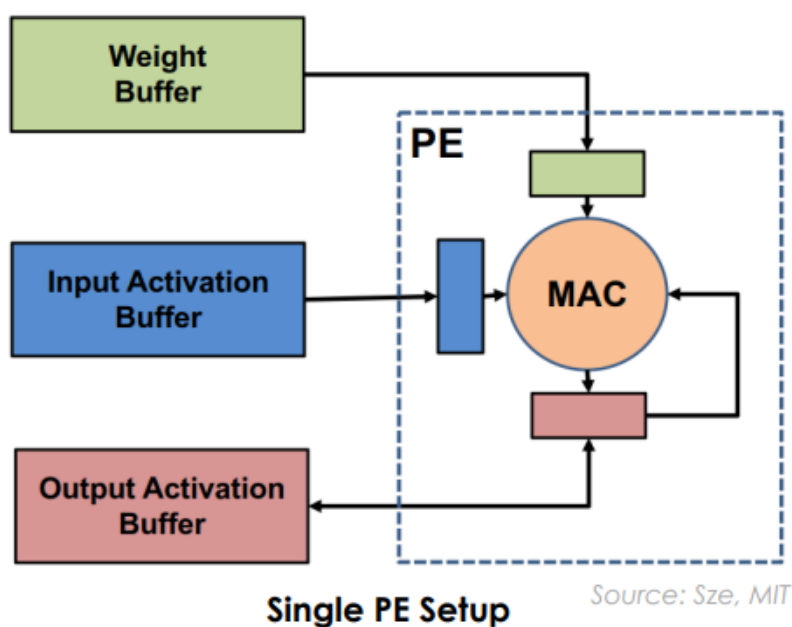 Weight
Buffer
PE
Input Activation
Buffer
MAC
Output Activation
Buffer
Single PE Setup
Source: Sze, MIT